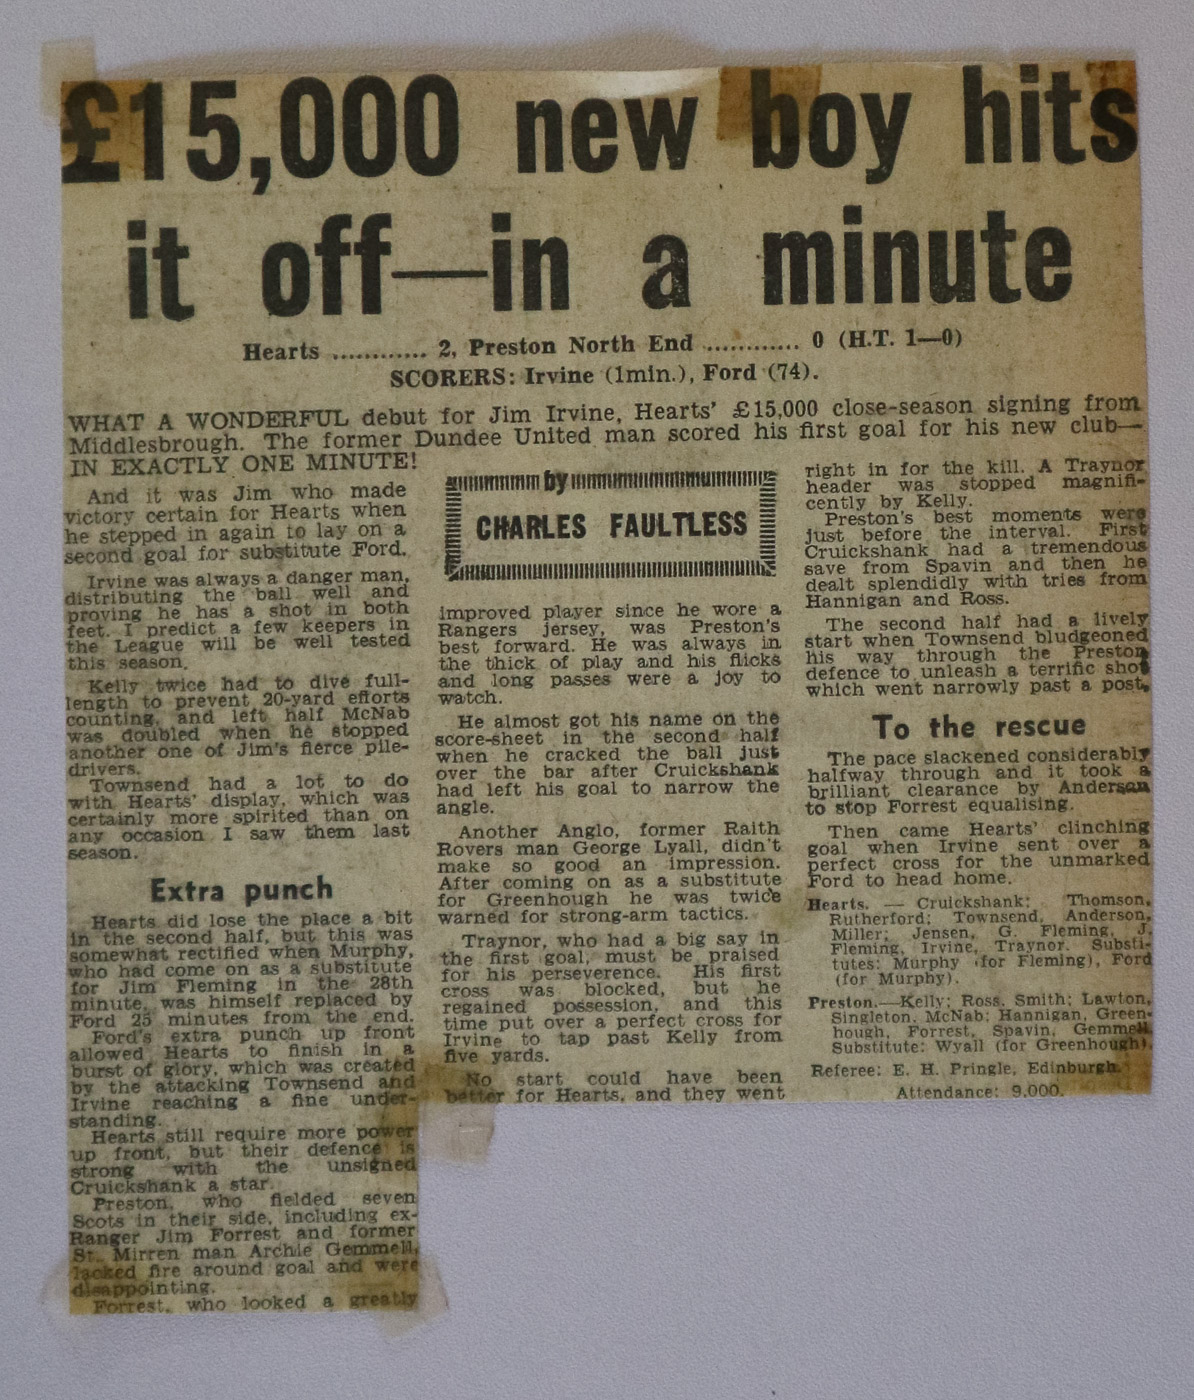 £15,000 new boy hits
it off—in a minute
Hearts ............ 2, Preston North End ............ 0 (H.T. 1—0)
SCORERS: Irvine (1min.), Ford (74).
WHAT A WONDERFUL debut for Jim Irvine, Hearts' £15,000 close-season signing from
Middlesbrough. The former Dundee United man scored his first goal for his new club—
IN EXACTLY ONE MINUTE!
And it was Jim who made
victory certain for Hearts when
he stepped in again to lay on a
second goal for substitute Ford.
Irvine was always a danger man,
distributing the ball well and
proving he has a shot in both
feet. I predict a few keepers in
the League will be well tested
this season.
Kelly twice had to dive full-
length to prevent 20-yard efforts
counting, and left half McNab
was doubled when he stopped
another one of Jim's fierce pile-
drivers.
Townsend had a lot to do
with Hearts' display, which was
certainly more spirited than on
any occasion I saw them last
season.
Extra punch
Hearts did lose the place a bit
in the second half, but this was
somewhat rectified when Murphy,
who had come on as a substitute
for Jim Fleming in the 28th
minute, was himself replaced by
Ford 25 minutes from the end.
Ford's extra punch up front
allowed Hearts to finish in a
burst of glory, which was created
by the attacking Townsend and
Irvine reaching a fine under-
standing.
Hearts still require more power
up front, but their defence is
strong with the unsigned
Cruickshank a star.
Preston, who fielded seven
Scots in their side, including ex-
Ranger Jim Forrest and former
St. Mirren man Archie Gemmell,
lacked fire around goal and were
disappointing.
Forrest, who looked a greatly
by
CHARLES FAULTLESS
improved player since he wore a
Rangers jersey, was Preston's
best forward. He was always in
the thick of play and his flicks
and long passes were a joy to
watch.
He almost got his name on the
score-sheet in the second half
when he cracked the ball just
over the bar after Cruickshank
had left his goal to narrow the
angle.
Another Anglo, former Raith
Rovers man George Lyall, didn't
make so good an impression.
After coming on as a substitute
for Greenhough he was twice
warned for strong-arm tactics.
Traynor, who had a big say in
the first goal, must be praised
for his perseverence. His first
cross was blocked, but he
regained possession, and this
time put over a perfect cross for
Irvine to tap past Kelly from
five yards.
No start could have been
better for Hearts, and they went
right in for the kill. A Traynor
header was stopped magnifi-
cently by Kelly.
Preston's best moments were
just before the interval. First
Cruickshank had a tremendous
save from Spavin and then he
dealt splendidly with tries from
Hannigan and Ross.
The second half had a lively
start when Townsend bludgeoned
his way through the Preston
defence to unleash a terrific shot
which went narrowly past a post.
To the rescue
The pace slackened considerably
halfway through and it took a
brilliant clearance by Anderson
to stop Forrest equalising.
Then came Hearts' clinching
goal when Irvine sent over a
perfect cross for the unmarked
Ford to head home.
Hearts. — Cruickshank; Thomson,
Rutherford; Townsend, Anderson,
Miller; Jensen, G. Fleming, J.
Fleming, Irvine, Traynor. Substi-
tutes: Murphy (for Fleming), Ford
(for Murphy).
Preston.—Kelly; Ross, Smith; Lawton,
Singleton, McNab; Hannigan, Green-
hough, Forrest, Spavin, Gemmell.
Substitute: Wyall (for Greenhough).
Referee: E. H. Pringle, Edinburgh.
Attendance: 9,000.